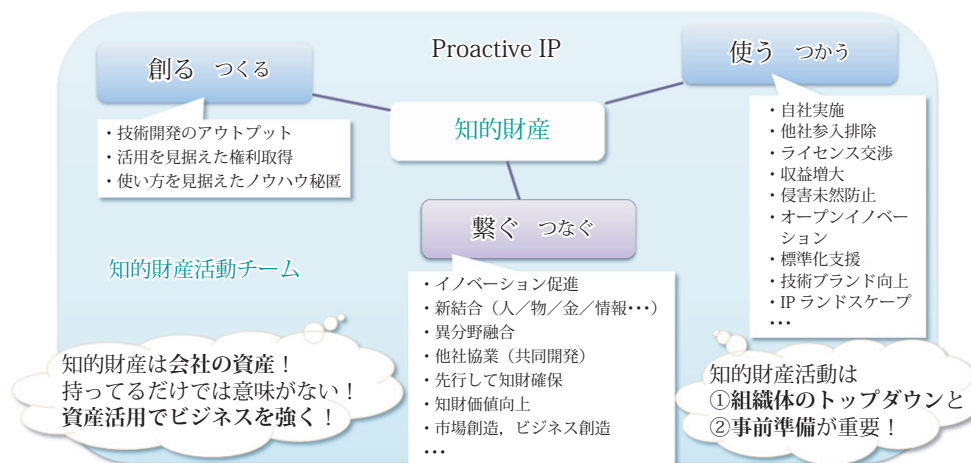 Proactive IP
創る つくる
・技術開発のアウトプット
・活用を見据えた権利取得
・使い方を見据えたノウハウ秘匿
知的財産
使う つかう
・自社実施
・他社参入排除
・ライセンス交渉
・収益増大
・侵害未然防止
・オープンイノベー
ション
・標準化支援
・技術ブランド向上
・IP ランドスケープ
・・・
繋ぐ つなぐ
・イノベーション促進
・新結合（人／物／金／情報・・・）
・異分野融合
・他社協業（共同開発）
・先行して知財確保
・知財価値向上
・市場創造，ビジネス創造
・・・
知的財産活動チーム
知的財産は会社の資産！
持ってるだけでは意味がない！
資産活用でビジネスを強く！
知的財産活動は
①組織体のトップダウンと
②事前準備が重要！